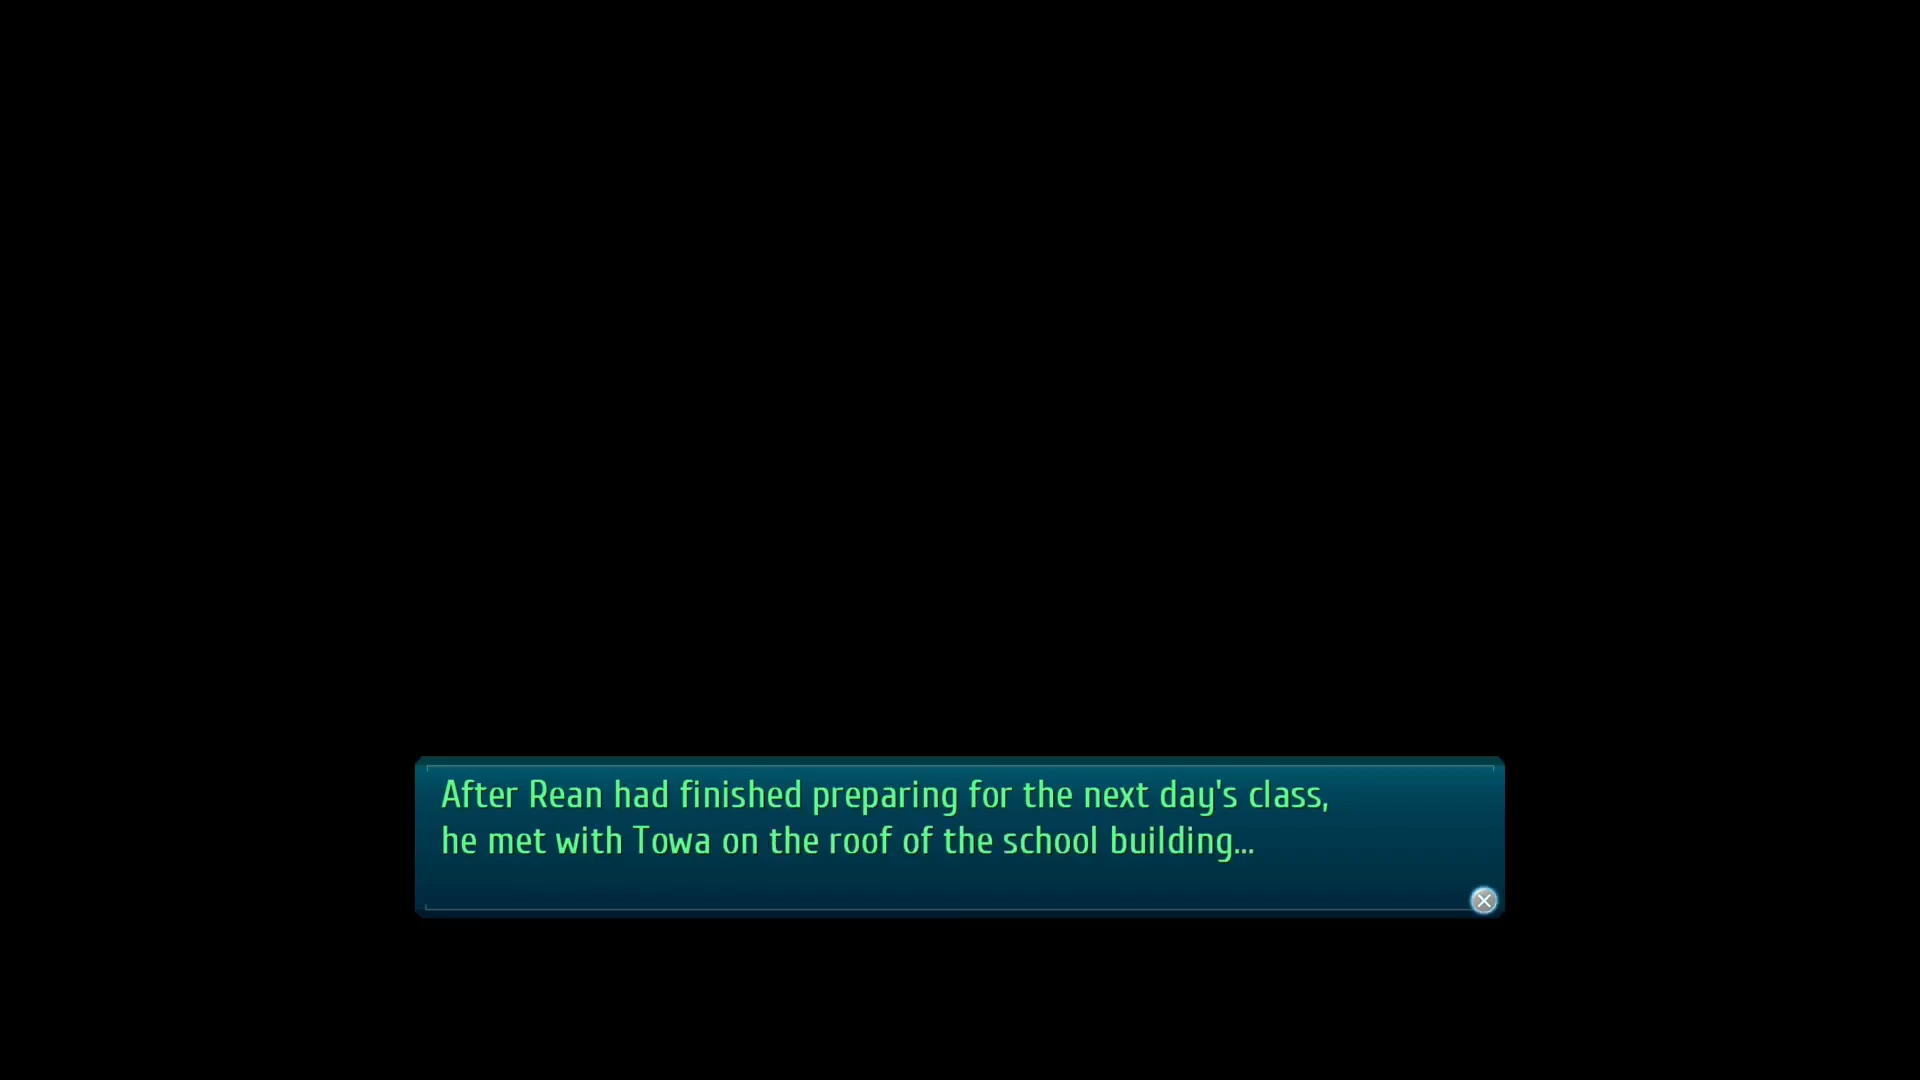 After Rean had finished preparing for the next day's class,
he met with Towa on the roof of the school building...